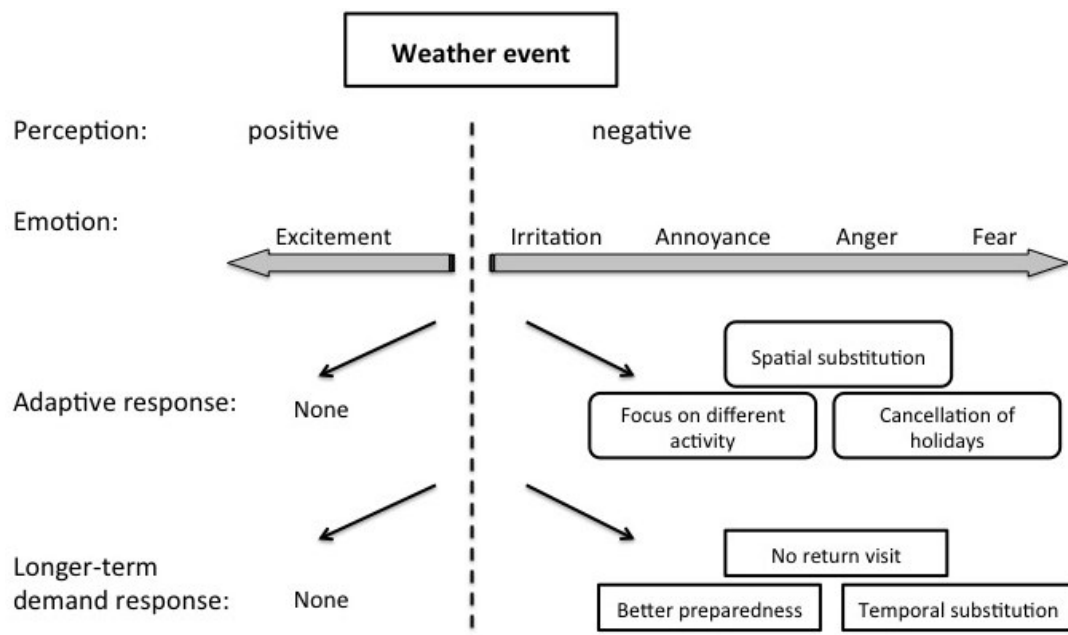 Weather event
Perception: positive negative
Emotion:
Excitement Irritation Annoyance Anger Fear
Spatial substitution
Adaptive response: None
Focus on different
activity
Cancellation of
holidays
No return visit
Longer-term
demand response: None
Better preparedness Temporal substitution